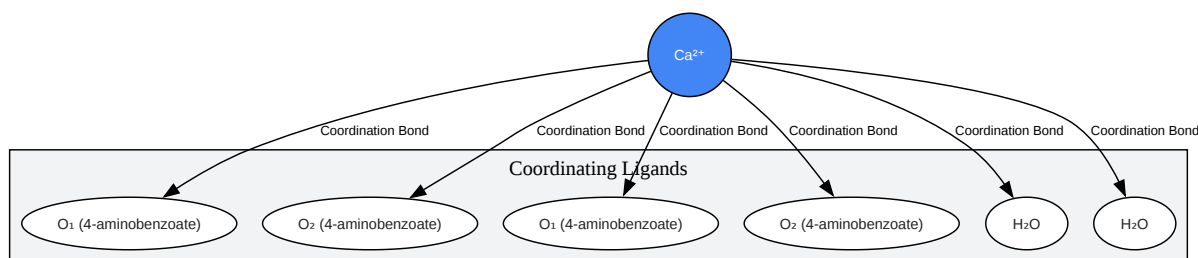 Ca²⁺
Coordination Bond Coordination Bond Coordination Bond Coordination Bond Coordination Bond Coordination Bond
Coordinating Ligands
O₁ (4-aminobenzoate) O₂ (4-aminobenzoate) O₁ (4-aminobenzoate) O₂ (4-aminobenzoate) H₂O H₂O